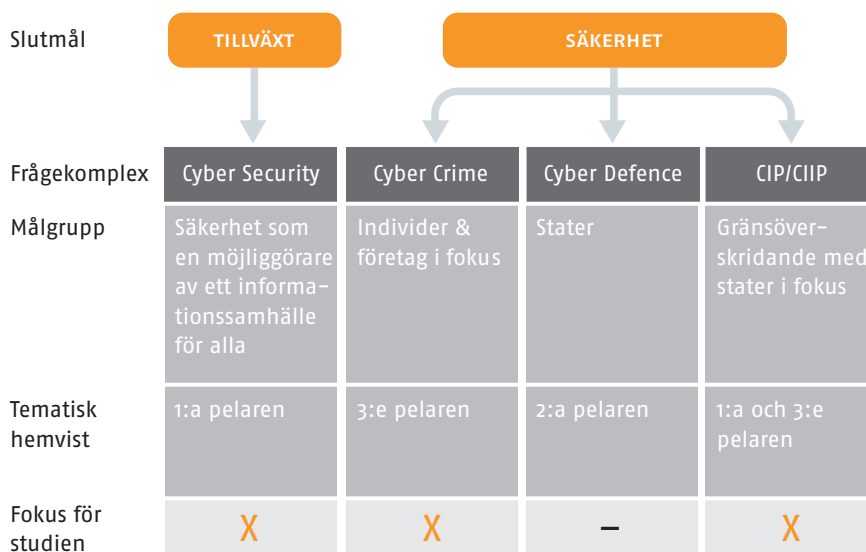 Slutmål
TILLVÄXT
SÄKERHET
Frågekomplex
Cyber Security
Cyber Crime
Cyber Defence
CIP/CIIP
Målgrupp
Säkerhet som
en möjliggörare
av ett informa-
tionssamhälle
för alla
Individer &
företag i fokus
Stater
Gränsöver-
skridande med
stater i fokus
Tematisk
hemvist
1:a pelaren
3:e pelaren
2:a pelaren
1:a och 3:e
pelaren
Fokus för
studien
X
X
–
X